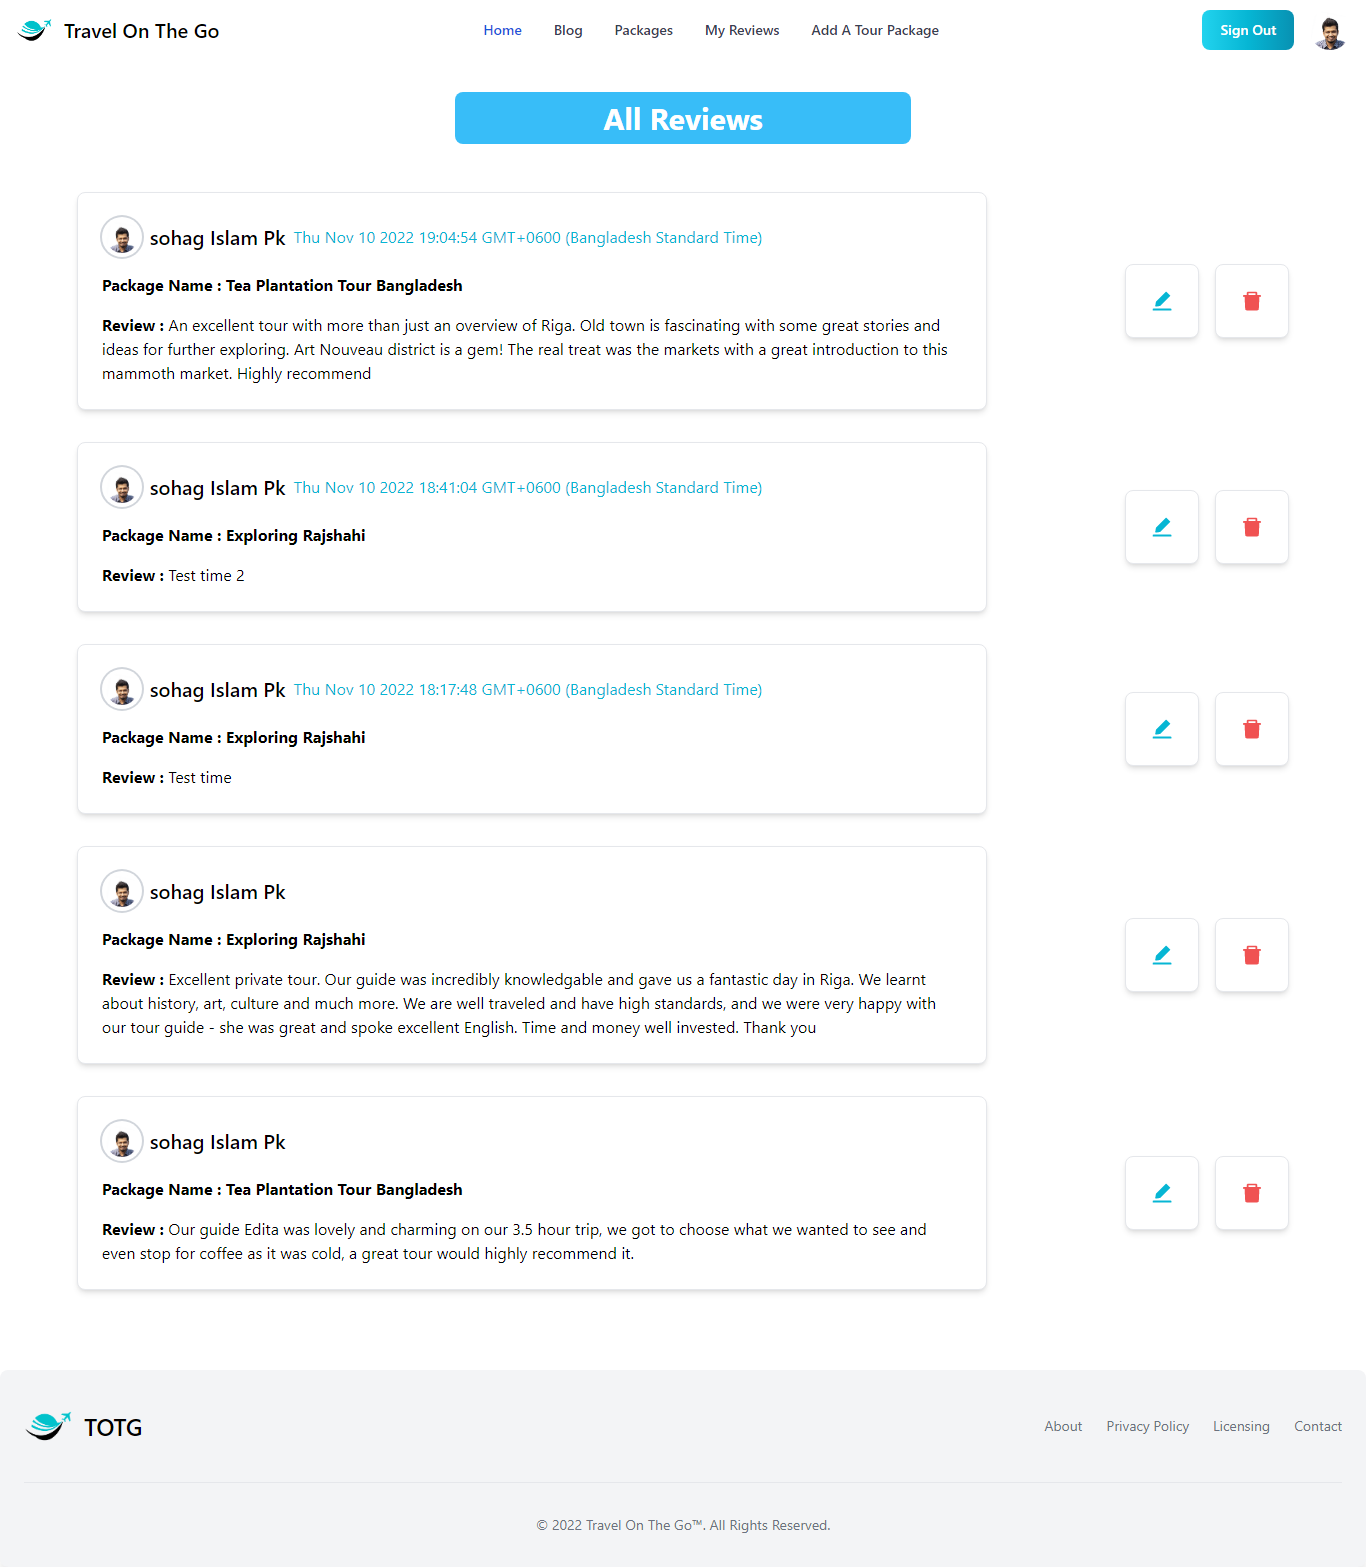 Travel On The Go
Home Blog Packages My Reviews Add A Tour Package
Sign Out
All Reviews
sohag Islam Pk Thu Nov 10 2022 19:04:54 GMT+0600 (Bangladesh Standard Time)
Package Name : Tea Plantation Tour Bangladesh
Review : An excellent tour with more than just an overview of Riga. Old town is fascinating with some great stories and
ideas for further exploring. Art Nouveau district is a gem! The real treat was the markets with a great introduction to this
mammoth market. Highly recommend
sohag Islam Pk Thu Nov 10 2022 18:41:04 GMT+0600 (Bangladesh Standard Time)
Package Name : Exploring Rajshahi
Review : Test time 2
sohag Islam Pk Thu Nov 10 2022 18:17:48 GMT+0600 (Bangladesh Standard Time)
Package Name : Exploring Rajshahi
Review : Test time
sohag Islam Pk
Package Name : Exploring Rajshahi
Review : Excellent private tour. Our guide was incredibly knowledgable and gave us a fantastic day in Riga. We learnt
about history, art, culture and much more. We are well traveled and have high standards, and we were very happy with
our tour guide - she was great and spoke excellent English. Time and money well invested. Thank you
sohag Islam Pk
Package Name : Tea Plantation Tour Bangladesh
Review : Our guide Edita was lovely and charming on our 3.5 hour trip, we got to choose what we wanted to see and
even stop for coffee as it was cold, a great tour would highly recommend it.
TOTG
About Privacy Policy Licensing Contact
© 2022 Travel On The Go™. All Rights Reserved.